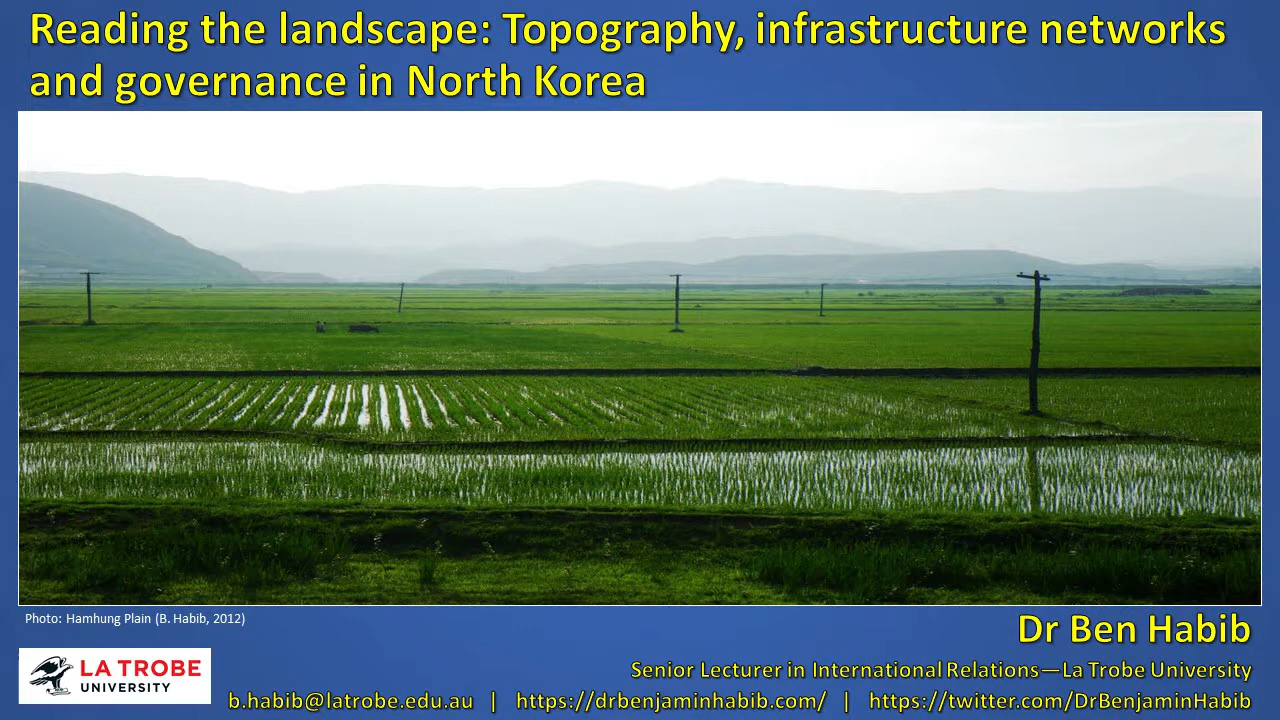 Reading the landscape: Topography, infrastructure networks
and governance in North Korea
Photo: Hamhung Plain (B. Habib, 2012)
Dr Ben Habib
LA TROBE
UNIVERSITY
Senior Lecturer in International Relations—La Trobe University
b.habib@latrobe.edu.au | https://drbenjaminhabib.com/ | https://twitter.com/DrBenjaminHabib